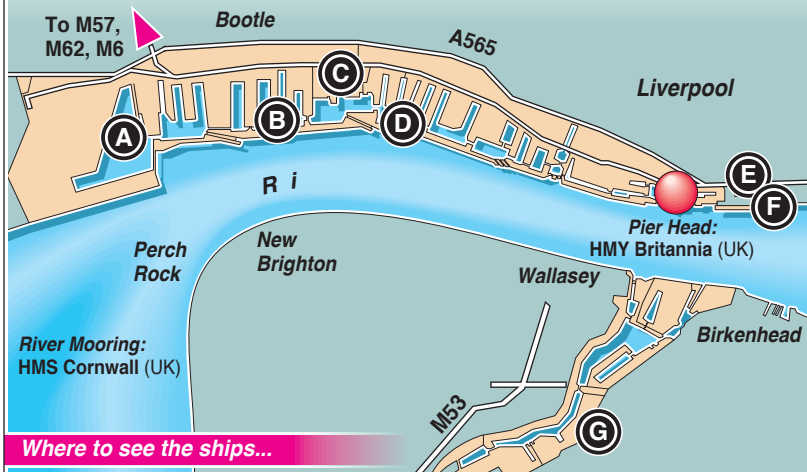 To M57,
M62, M6
Bootle
A565
Liverpool
C
A
B
D
E
F
R i
Pier Head:
HMY Britannia (UK)
Perch
Rock
New
Brighton
Wallasey
Birkenhead
River Mooring:
HMS Cornwall (UK)
M53
G
Where to see the ships...